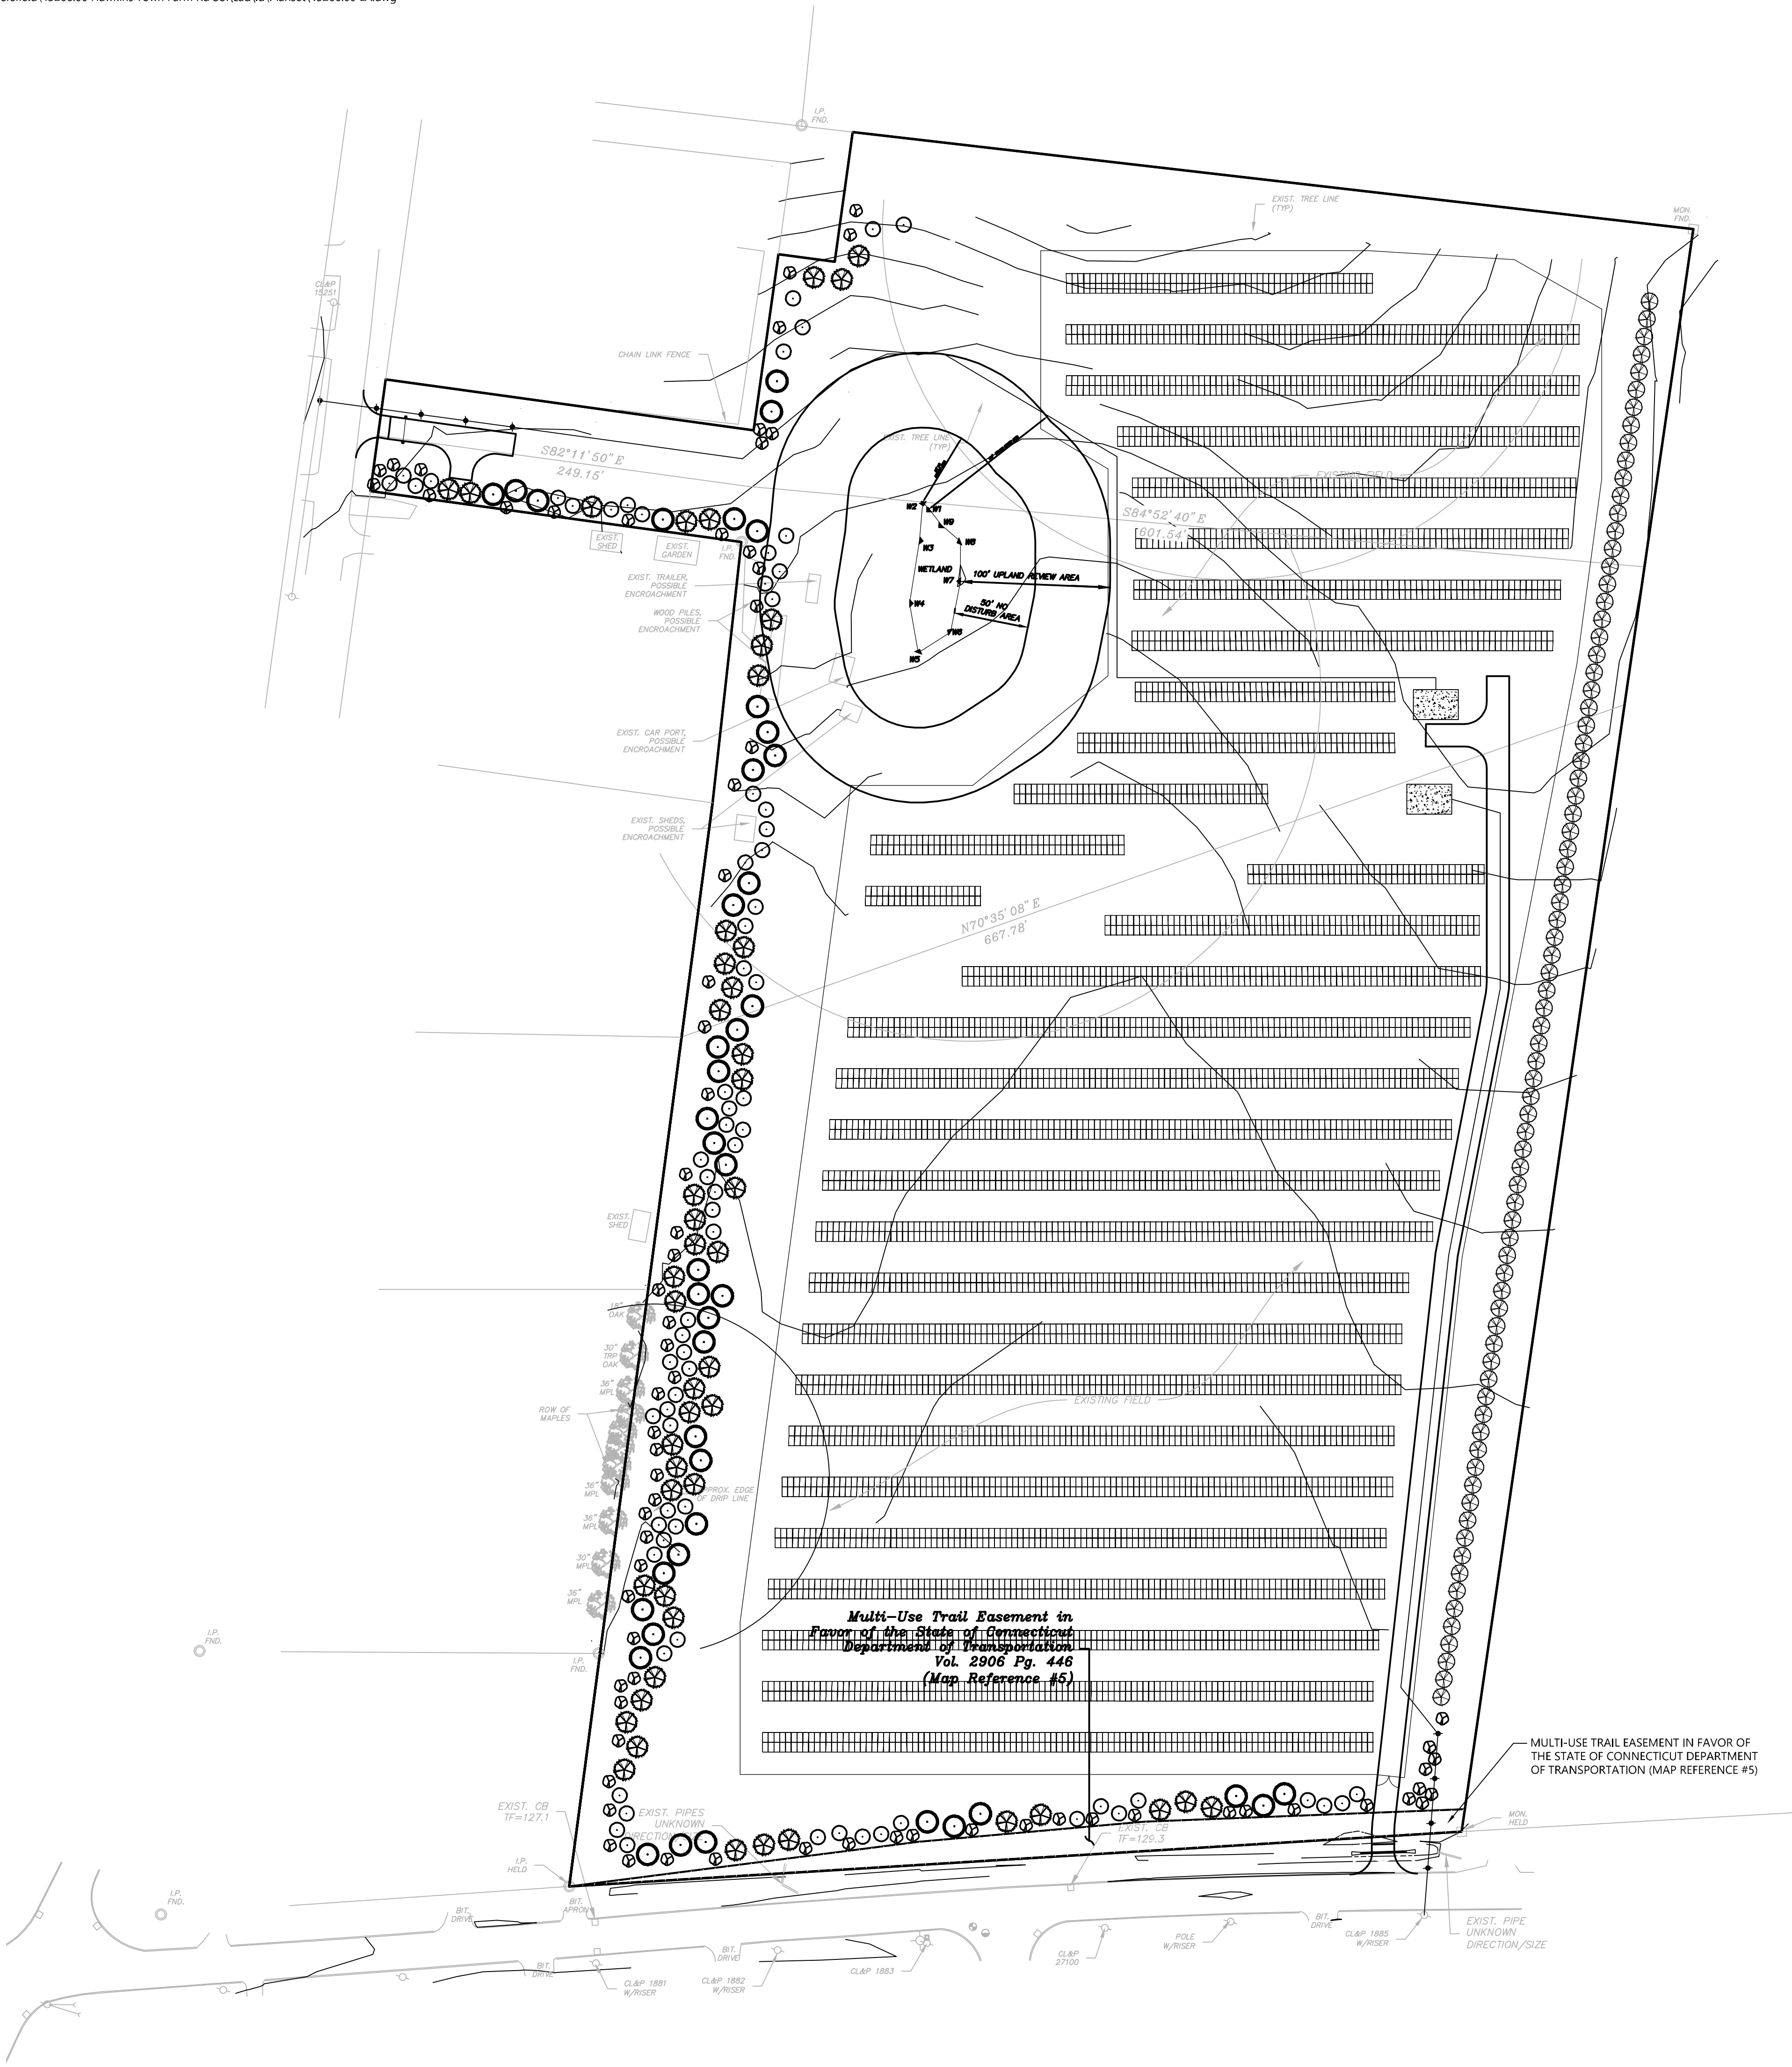 I.P.
FND.
EXIST. TREE LINE
(TYP)
MON.
FND.
CL&P
15251
CHAIN LINK FENCE
S82°11'50"E
249.15'
EXIST. TREE LINE
(TYP)
EXISTING FIELD
S84°52'40"E
601.54'
W2
W1
W9
W8
W3
WETLAND
W7
100' UPLAND REVIEW AREA
W4
50' NO
DISTURB AREA
W6
W5
EXIST.
SHED
EXIST.
GARDEN
I.P.
FND.
EXIST. TRAILER,
POSSIBLE
ENCROACHMENT
WOOD PILES,
POSSIBLE
ENCROACHMENT
EXIST. CAR PORT,
POSSIBLE
ENCROACHMENT
EXIST. SHEDS,
POSSIBLE
ENCROACHMENT
N70°35'08"E
667.78'
EXIST.
SHED
18"
OAK
30"
TRP
OAK
36"
MPL
ROW OF
MAPLES
EXISTING FIELD
36"
MPL
APPROX. EDGE
OF DRIP LINE
36"
MPL
30"
MPL
36"
MPL
I.P.
FND.
I.P.
FND.
Multi-Use Trail Easement in
Favor of the State of Connecticut
Department of Transportation
Vol. 2906 Pg. 446
(Map Reference #5)
MULTI-USE TRAIL EASEMENT IN FAVOR OF
THE STATE OF CONNECTICUT DEPARTMENT
OF TRANSPORTATION (MAP REFERENCE #5)
EXIST. CB
TF=127.1
EXIST. PIPES
UNKNOWN
DIRECTION
EXIST. CB
TF=129.3
MON.
HELD
I.P.
HELD
I.P.
FND.
BIT.
APRON
BIT.
DRIVE
BIT.
DRIVE
BIT.
DRIVE
CL&P 1881
W/RISER
CL&P 1882
W/RISER
CL&P 1883
CL&P
27100
POLE
W/RISER
BIT.
DRIVE
CL&P 1885
W/RISER
EXIST. PIPE
UNKNOWN
DIRECTION/SIZE